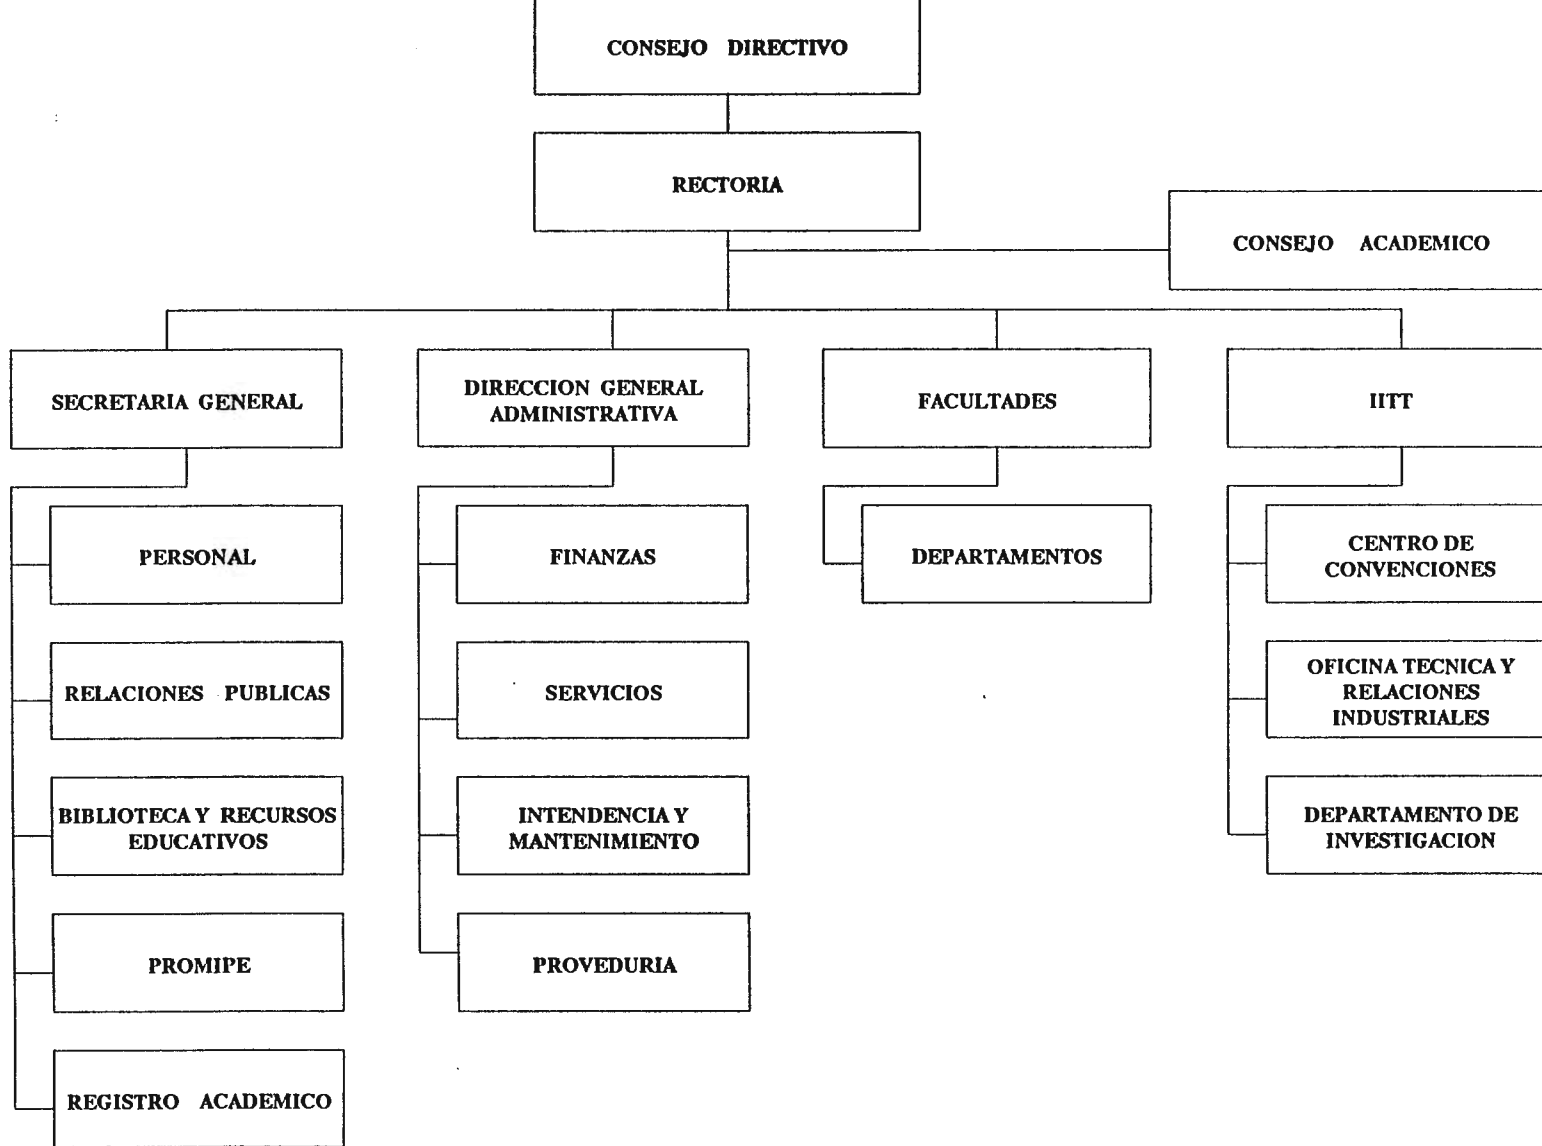 CONSEJO DIRECTIVO
RECTORIA
CONSEJO ACADEMICO
SECRETARIA GENERAL
DIRECCION GENERAL
ADMINISTRATIVA
FACULTADES
IITT
PERSONAL
RELACIONES PUBLICAS
BIBLIOTECA Y RECURSOS
EDUCATIVOS
PROMIPE
REGISTRO ACADEMICO
FINANZAS
SERVICIOS
INTENDENCIA Y
MANTENIMIENTO
PROVEDURIA
DEPARTAMENTOS
CENTRO DE
CONVENCIONES
OFICINA TECNICA Y
RELACIONES
INDUSTRIALES
DEPARTAMENTO DE
INVESTIGACION